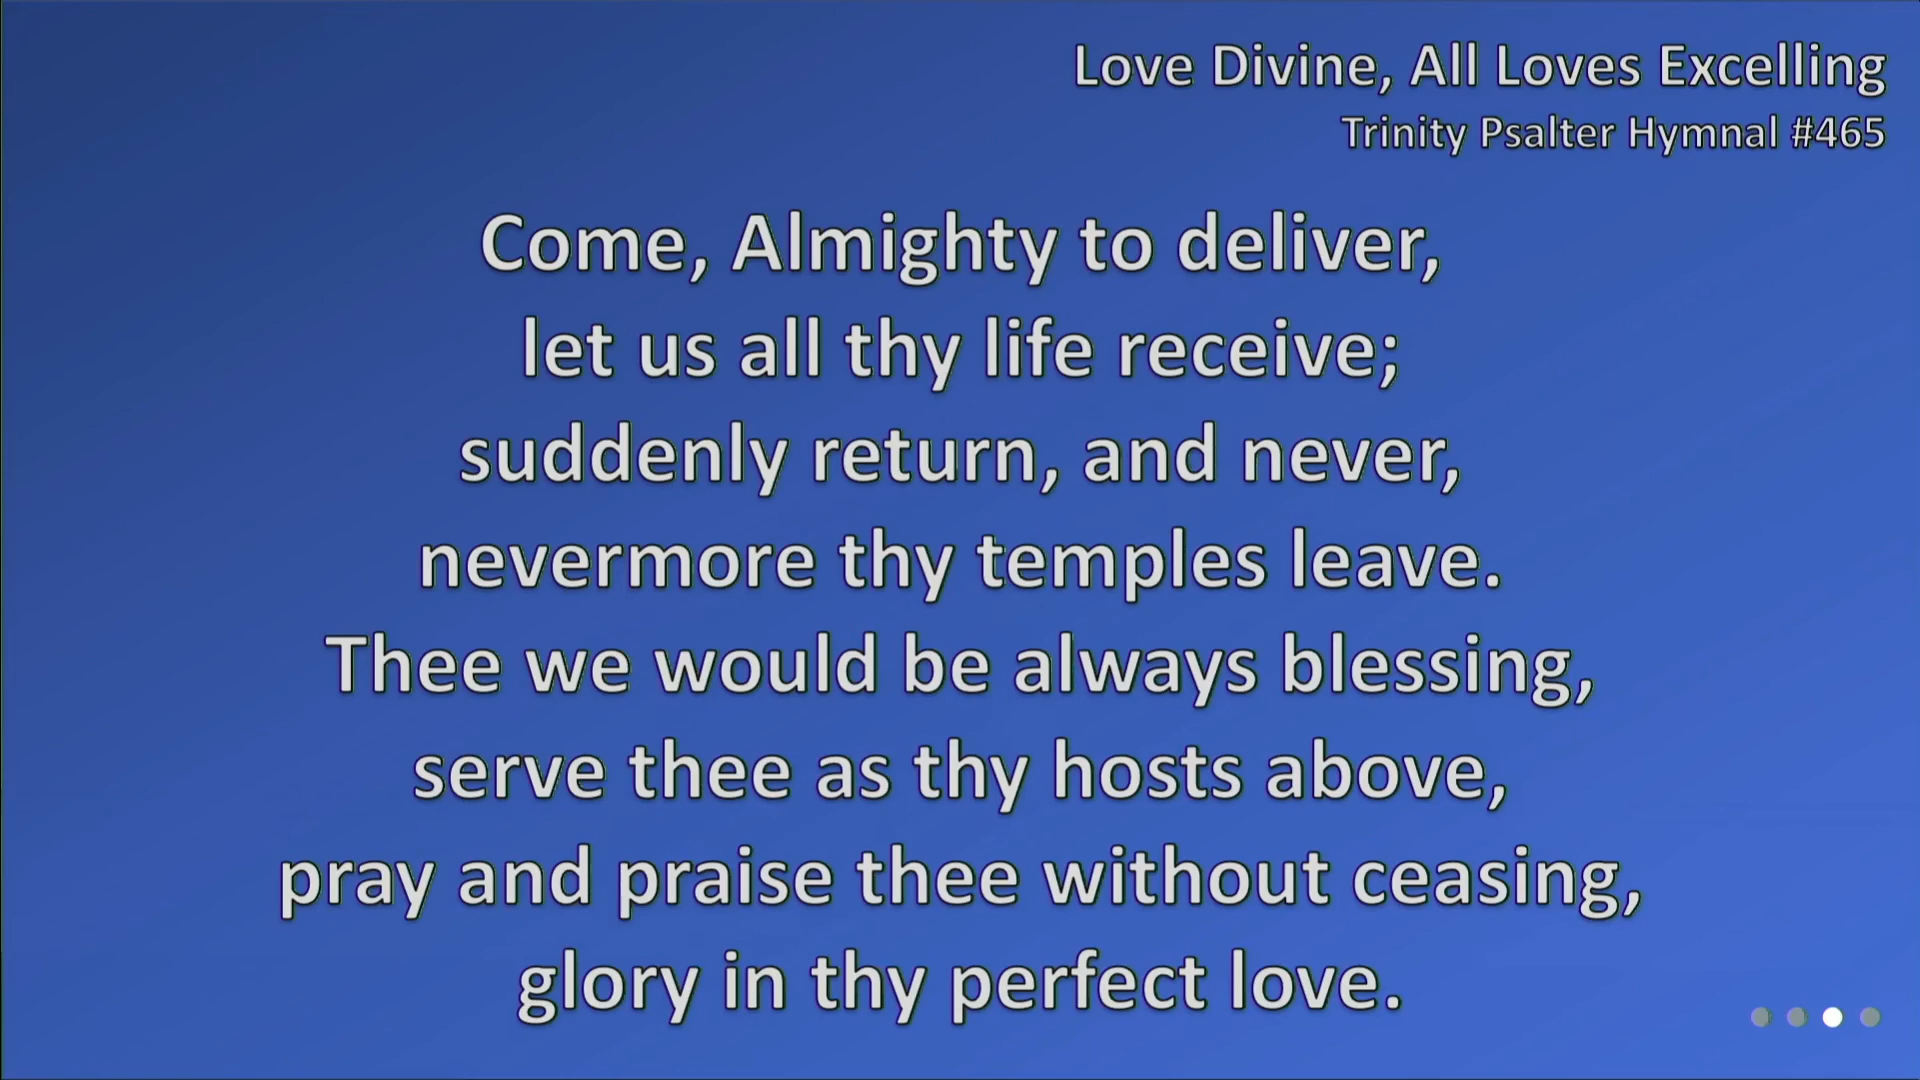 Love Divine, All Loves Excelling
Trinity Psalter Hymnal #465
Come, Almighty to deliver,
let us all thy life receive;
suddenly return, and never,
nevermore thy temples leave.
Thee we would be always blessing,
serve thee as thy hosts above,
pray and praise thee without ceasing,
glory in thy perfect love.